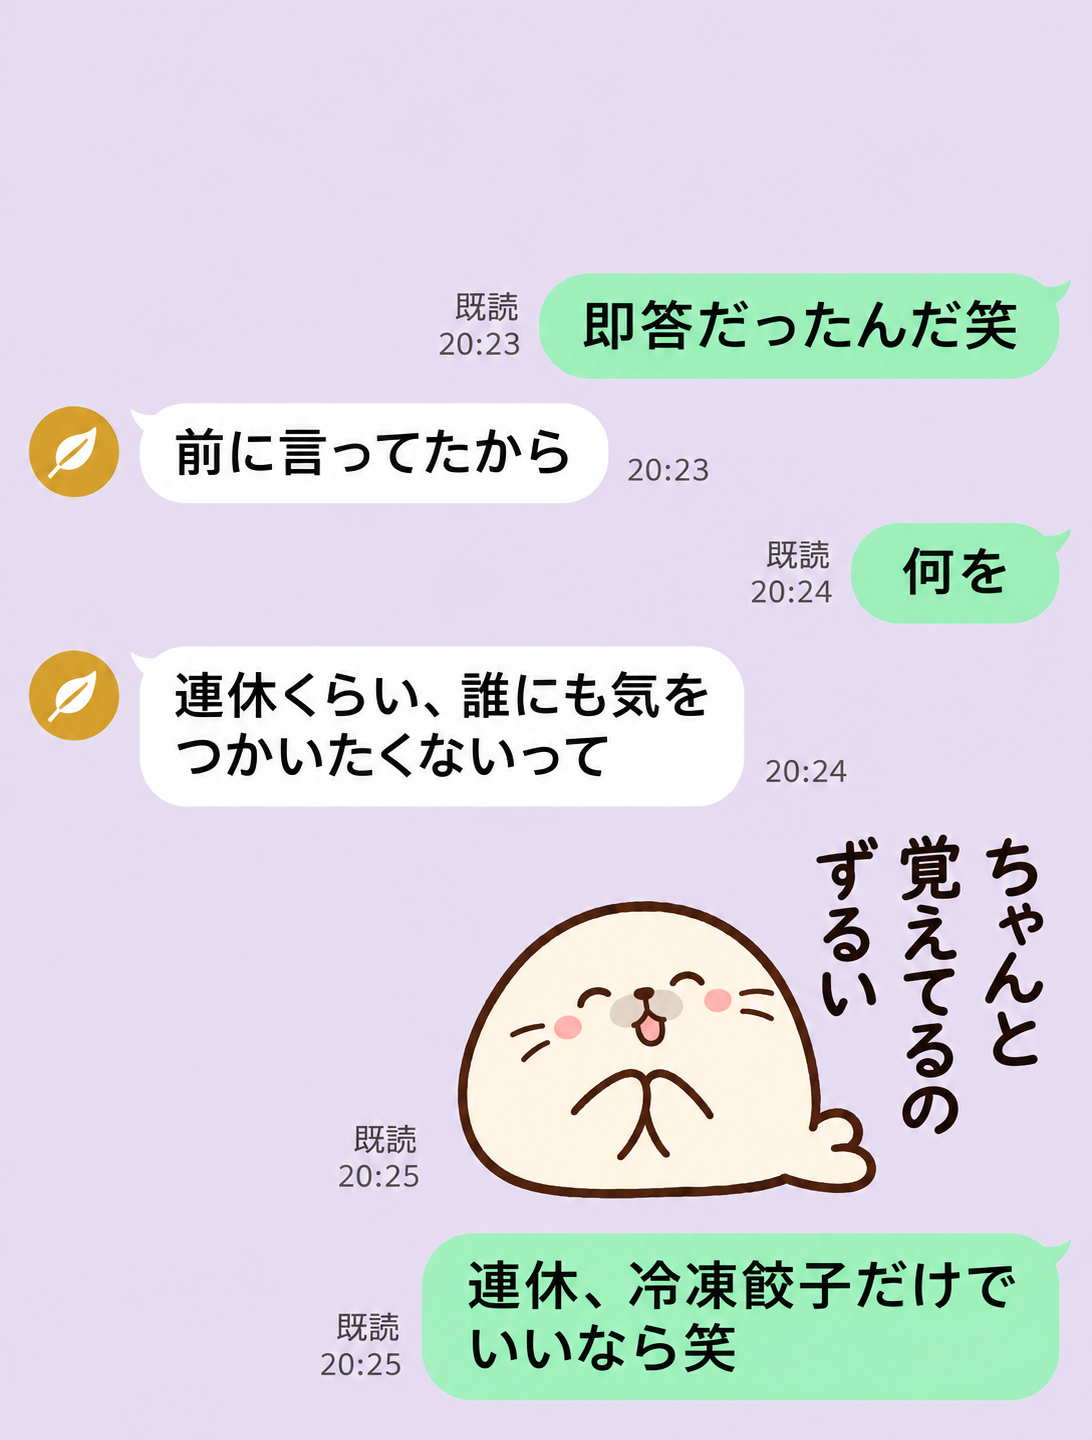 即答だったんだ笑
既読
20:23
前に言ってたから
20:23
何を
既読
20:24
連休くらい、誰にも気を
つかいたくないって
20:24
ちゃんと
覚えてるの
ずるい
既読
20:25
連休、冷凍餃子だけで
いいなら笑
既読
20:25